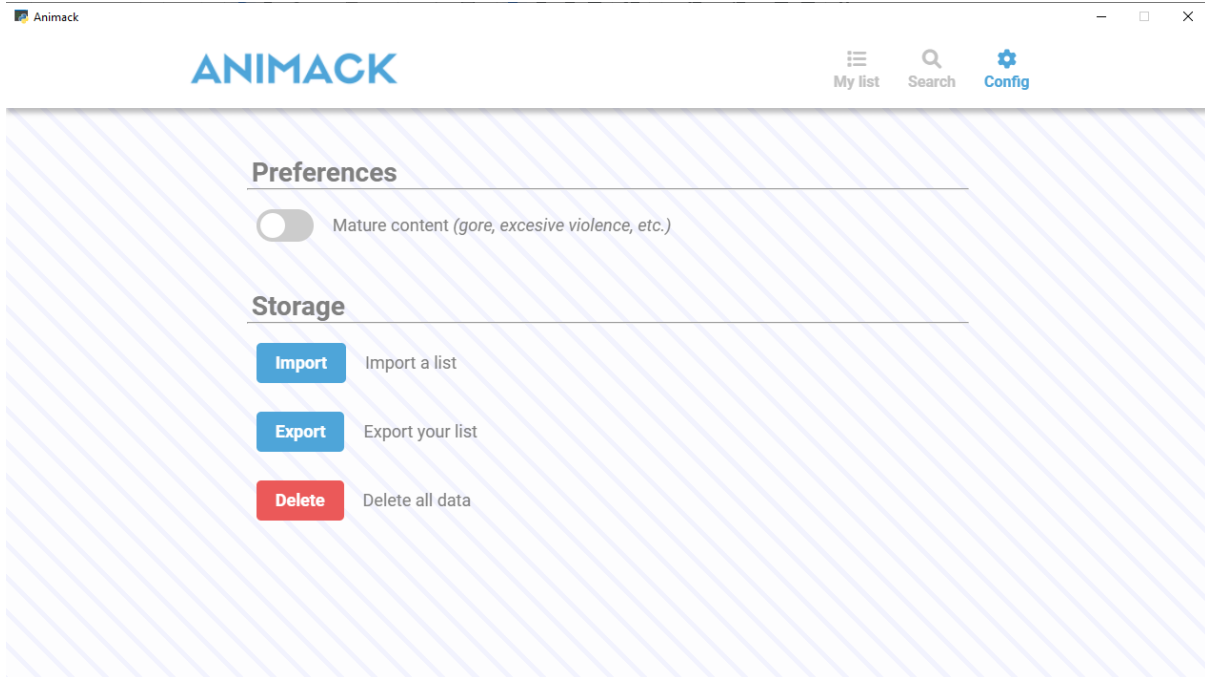 Animack
ANIMACK
My list
Search
Config
Preferences
Mature content (gore, excesive violence, etc.)
Storage
Import Import a list
Export Export your list
Delete Delete all data